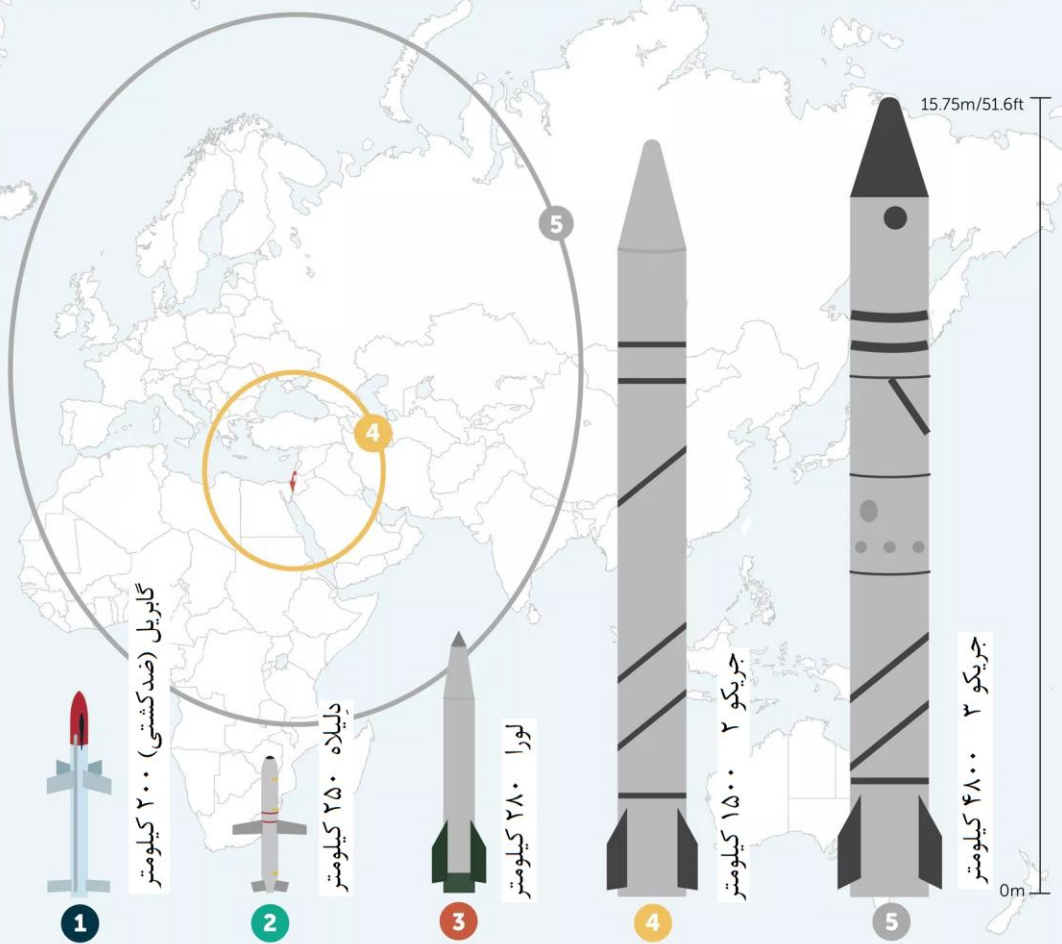 15.75m/51.6ft
5
4
گابریل (ضدکشتی) ۲۰۰ کیلومتر
دلیلاه ۲۵۰ کیلومتر
لورا ۲۸۰ کیلومتر
جریکو ۲ ۱۵۰۰ کیلومتر
جریکو ۳ ۴۸۰۰ کیلومتر
0m
1
2
3
4
5